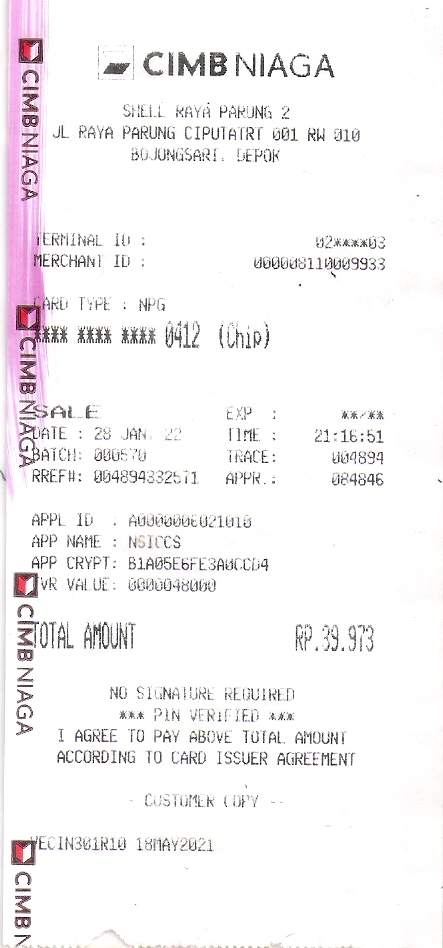 CIMB NIAGA
SHELL RAYA PARUNG 2
JL RAYA PARUNG CIPUTATRT 001 RW 010
BOJONGSARI, DEPOK
TERMINAL ID : 02****03
MERCHANT ID : 000008110009933
CARD TYPE : NPG
**** **** **** 0412 (Chip)
SALE EXP : **/**
DATE : 28 JAN, 22 TIME : 21:16:51
BATCH: 000570 TRACE: 004894
RREF#: 004894332571 APPR.: 084846
APPL ID : A0000006021010
APP NAME : NSICCS
APP CRYPT: B1A05E6FE3A0CCD4
TVR VALUE: 0000048000
TOTAL AMOUNT RP.39.973
NO SIGNATURE REQUIRED
*** PIN VERIFIED ***
I AGREE TO PAY ABOVE TOTAL AMOUNT
ACCORDING TO CARD ISSUER AGREEMENT
-- CUSTOMER COPY --
VECIN301R10 18MAY2021
CIMB NIAGA
CIMB NIAGA
CIMB NIAGA
CIMB N